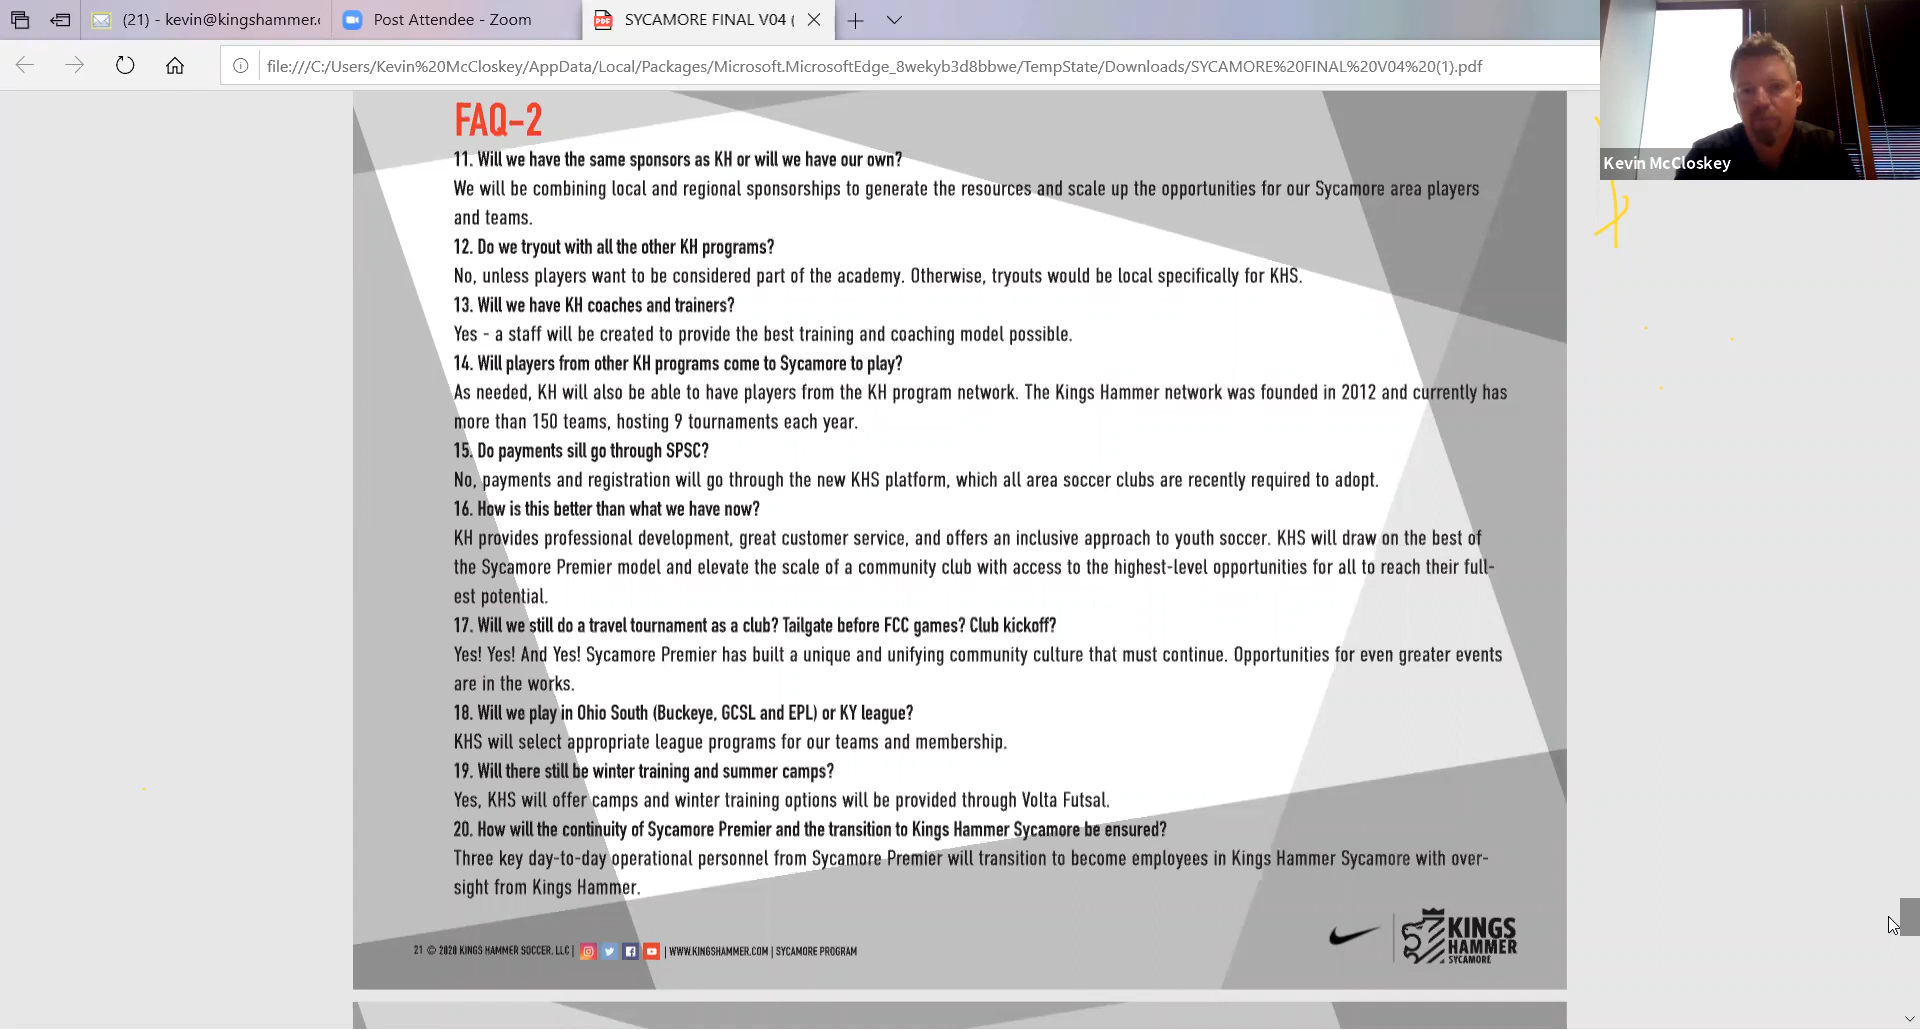 (21) - kevin@kingshammer.c
Post Attendee - Zoom
SYCAMORE FINAL V04 (
file:///C:/Users/Kevin%20McCloskey/AppData/Local/Packages/Microsoft.MicrosoftEdge_8wekyb3d8bbwe/TempState/Downloads/SYCAMORE%20FINAL%20V04%20(1).pdf
Kevin McCloskey
FAQ-2
11. Will we have the same sponsors as KH or will we have our own?
We will be combining local and regional sponsorships to generate the resources and scale up the opportunities for our Sycamore area players
and teams.
12. Do we tryout with all the other KH programs?
No, unless players want to be considered part of the academy. Otherwise, tryouts would be local specifically for KHS.
13. Will we have KH coaches and trainers?
Yes - a staff will be created to provide the best training and coaching model possible.
14. Will players from other KH programs come to Sycamore to play?
As needed, KH will also be able to have players from the KH program network. The Kings Hammer network was founded in 2012 and currently has
more than 150 teams, hosting 9 tournaments each year.
15. Do payments sill go through SPSC?
No, payments and registration will go through the new KHS platform, which all area soccer clubs are recently required to adopt.
16. How is this better than what we have now?
KH provides professional development, great customer service, and offers an inclusive approach to youth soccer. KHS will draw on the best of
the Sycamore Premier model and elevate the scale of a community club with access to the highest-level opportunities for all to reach their full-
est potential.
17. Will we still do a travel tournament as a club? Tailgate before FCC games? Club kickoff?
Yes! Yes! And Yes! Sycamore Premier has built a unique and unifying community culture that must continue. Opportunities for even greater events
are in the works.
18. Will we play in Ohio South (Buckeye, GCSL and EPL) or KY league?
KHS will select appropriate league programs for our teams and membership.
19. Will there still be winter training and summer camps?
Yes, KHS will offer camps and winter training options will be provided through Volta Futsal.
20. How will the continuity of Sycamore Premier and the transition to Kings Hammer Sycamore be ensured?
Three key day-to-day operational personnel from Sycamore Premier will transition to become employees in Kings Hammer Sycamore with over-
sight from Kings Hammer.
21 © 2020 KINGS HAMMER SOCCER, LLC | | WWW.KINGSHAMMER.COM | SYCAMORE PROGRAM
KINGS
HAMMER
SYCAMORE